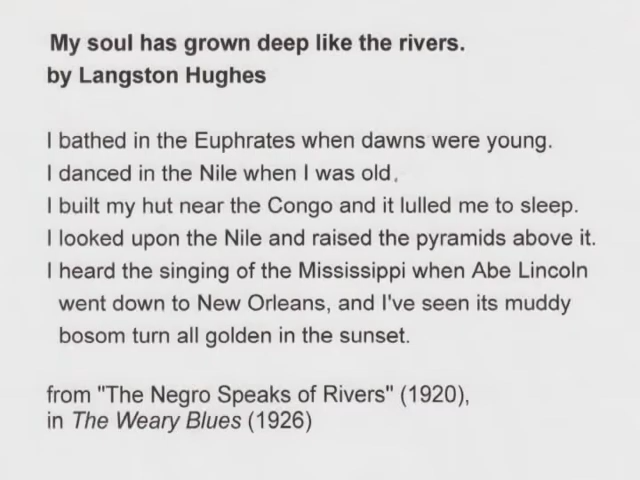 My soul has grown deep like the rivers.
by Langston Hughes
I bathed in the Euphrates when dawns were young.
I danced in the Nile when I was old,
I built my hut near the Congo and it lulled me to sleep.
I looked upon the Nile and raised the pyramids above it.
I heard the singing of the Mississippi when Abe Lincoln
went down to New Orleans, and I've seen its muddy
bosom turn all golden in the sunset.
from "The Negro Speaks of Rivers" (1920),
in The Weary Blues (1926)